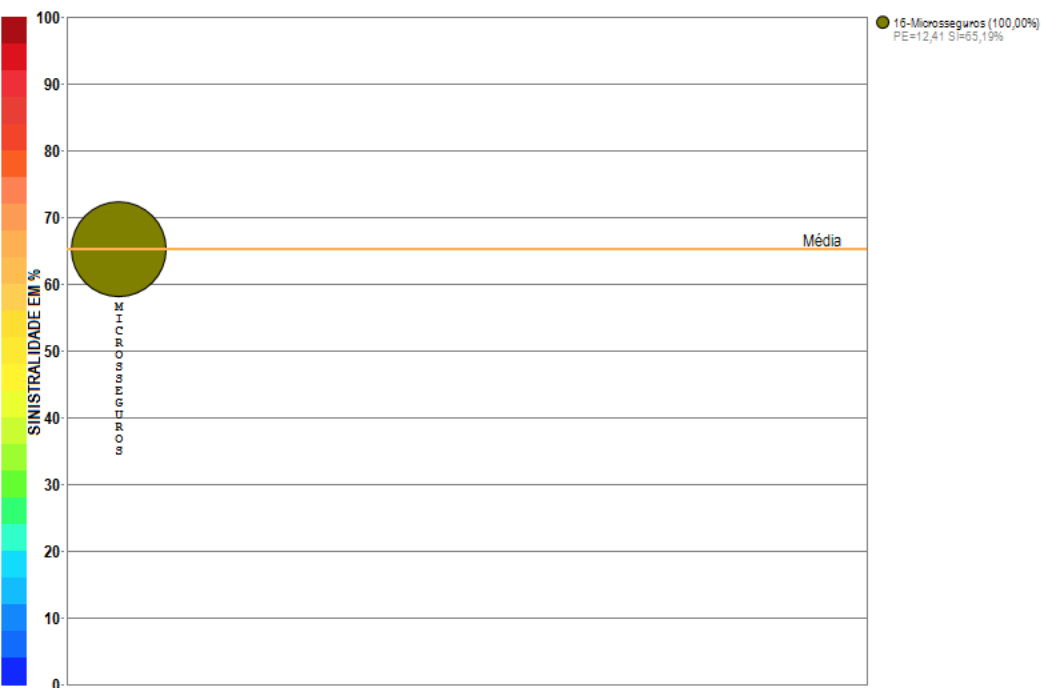 100
90
80
70
60
50
40
30
20
10
0
SINISTRALIDADE EM %
MICROSSEGUROS
Média
16-Microsseguros (100,00%)
PE=12,41 SI=65,19%